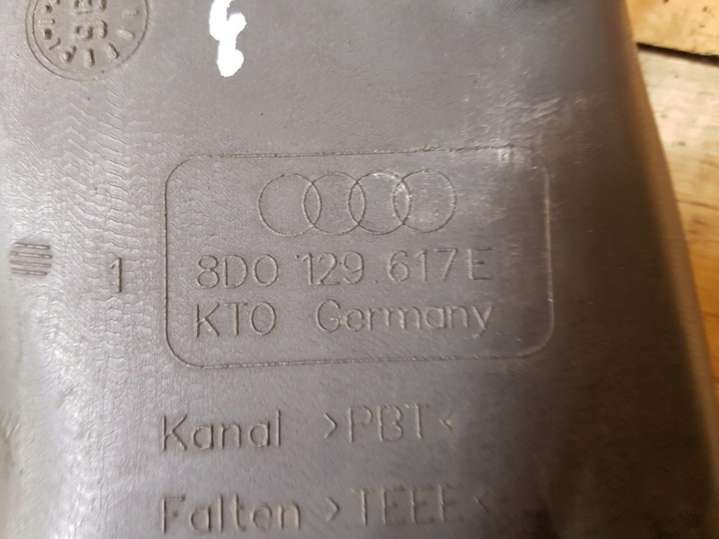 1
8D0 129 617E
KTO Germany
Kanal >PBT<
Falten >TEEE<